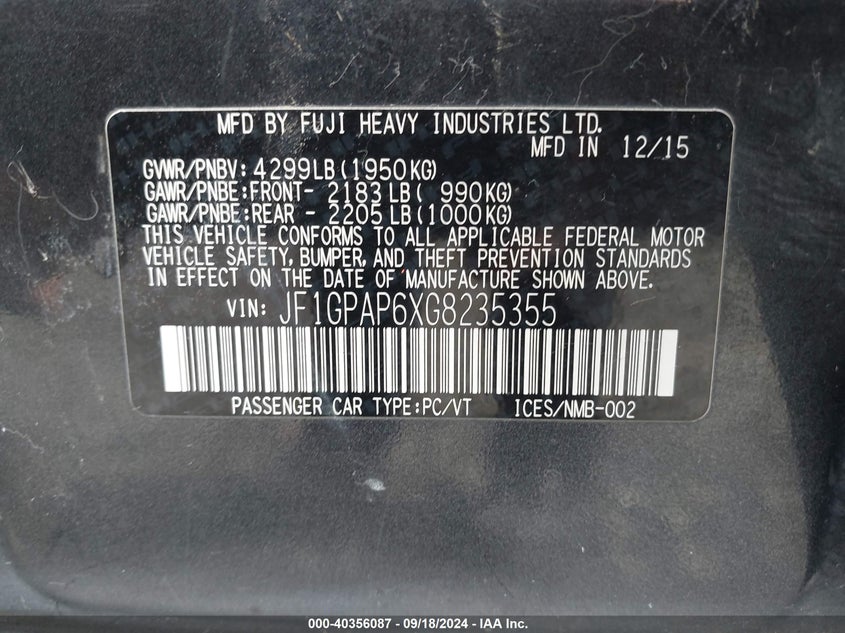 MFD BY FUJI HEAVY INDUSTRIES LTD.
MFD IN 12/15
GVWR/PNBV: 4299LB (1950KG)
GAWR/PNBE:FRONT- 2183 LB ( 990KG)
GAWR/PNBE:REAR - 2205 LB (1000KG)
THIS VEHICLE CONFORMS TO ALL APPLICABLE FEDERAL MOTOR
VEHICLE SAFETY, BUMPER, AND THEFT PREVENTION STANDARDS
IN EFFECT ON THE DATE OF MANUFACTURE SHOWN ABOVE.
VIN: JF1GPAP6XG8235355
PASSENGER CAR TYPE:PC/VT ICES/NMB-002
000-40356087 - 09/18/2024 - IAA Inc.